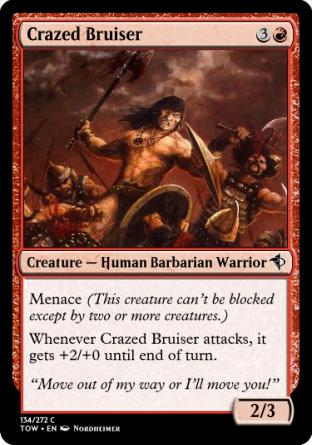 Crazed Bruiser 3
Creature — Human Barbarian Warrior
Menace (This creature can't be blocked
except by two or more creatures.)
Whenever Crazed Bruiser attacks, it
gets +2/+0 until end of turn.
“Move out of my way or I'll move you!”
2/3
134/272 C
TOW • EN Nordheimer